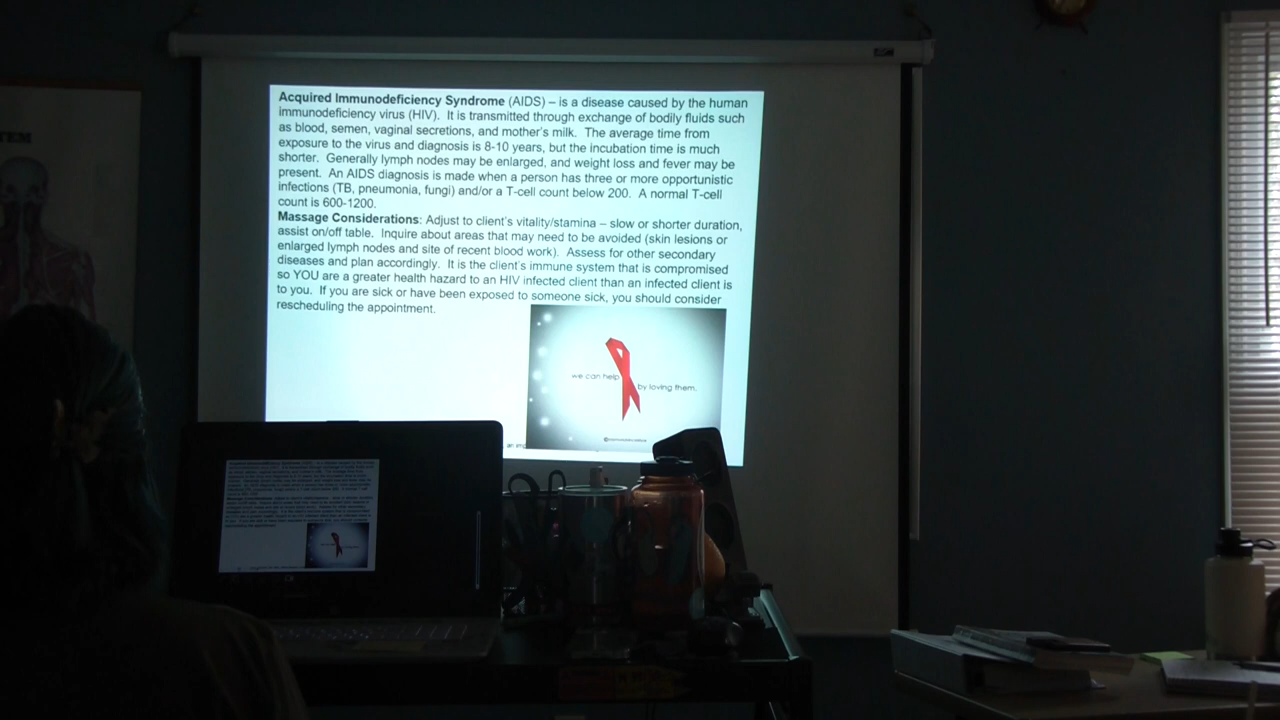 TEM
Acquired Immunodeficiency Syndrome (AIDS) – is a disease caused by the human
immunodeficiency virus (HIV).  It is transmitted through exchange of bodily fluids such
as blood, semen, vaginal secretions, and mother's milk.  The average time from
exposure to the virus and diagnosis is 8-10 years, but the incubation time is much
shorter.  Generally lymph nodes may be enlarged, and weight loss and fever may be
present.  An AIDS diagnosis is made when a person has three or more opportunistic
infections (TB, pneumonia, fungi) and/or a T-cell count below 200.  A normal T-cell
count is 600-1200.
Massage Considerations: Adjust to client's vitality/stamina – slow or shorter duration,
assist on/off table.  Inquire about areas that may need to be avoided (skin lesions or
enlarged lymph nodes and site of recent blood work).  Assess for other secondary
diseases and plan accordingly.  It is the client's immune system that is compromised
so YOU are a greater health hazard to an HIV infected client than an infected client is
to you.  If you are sick or have been exposed to someone sick, you should consider
rescheduling the appointment.
we can help
by loving them.